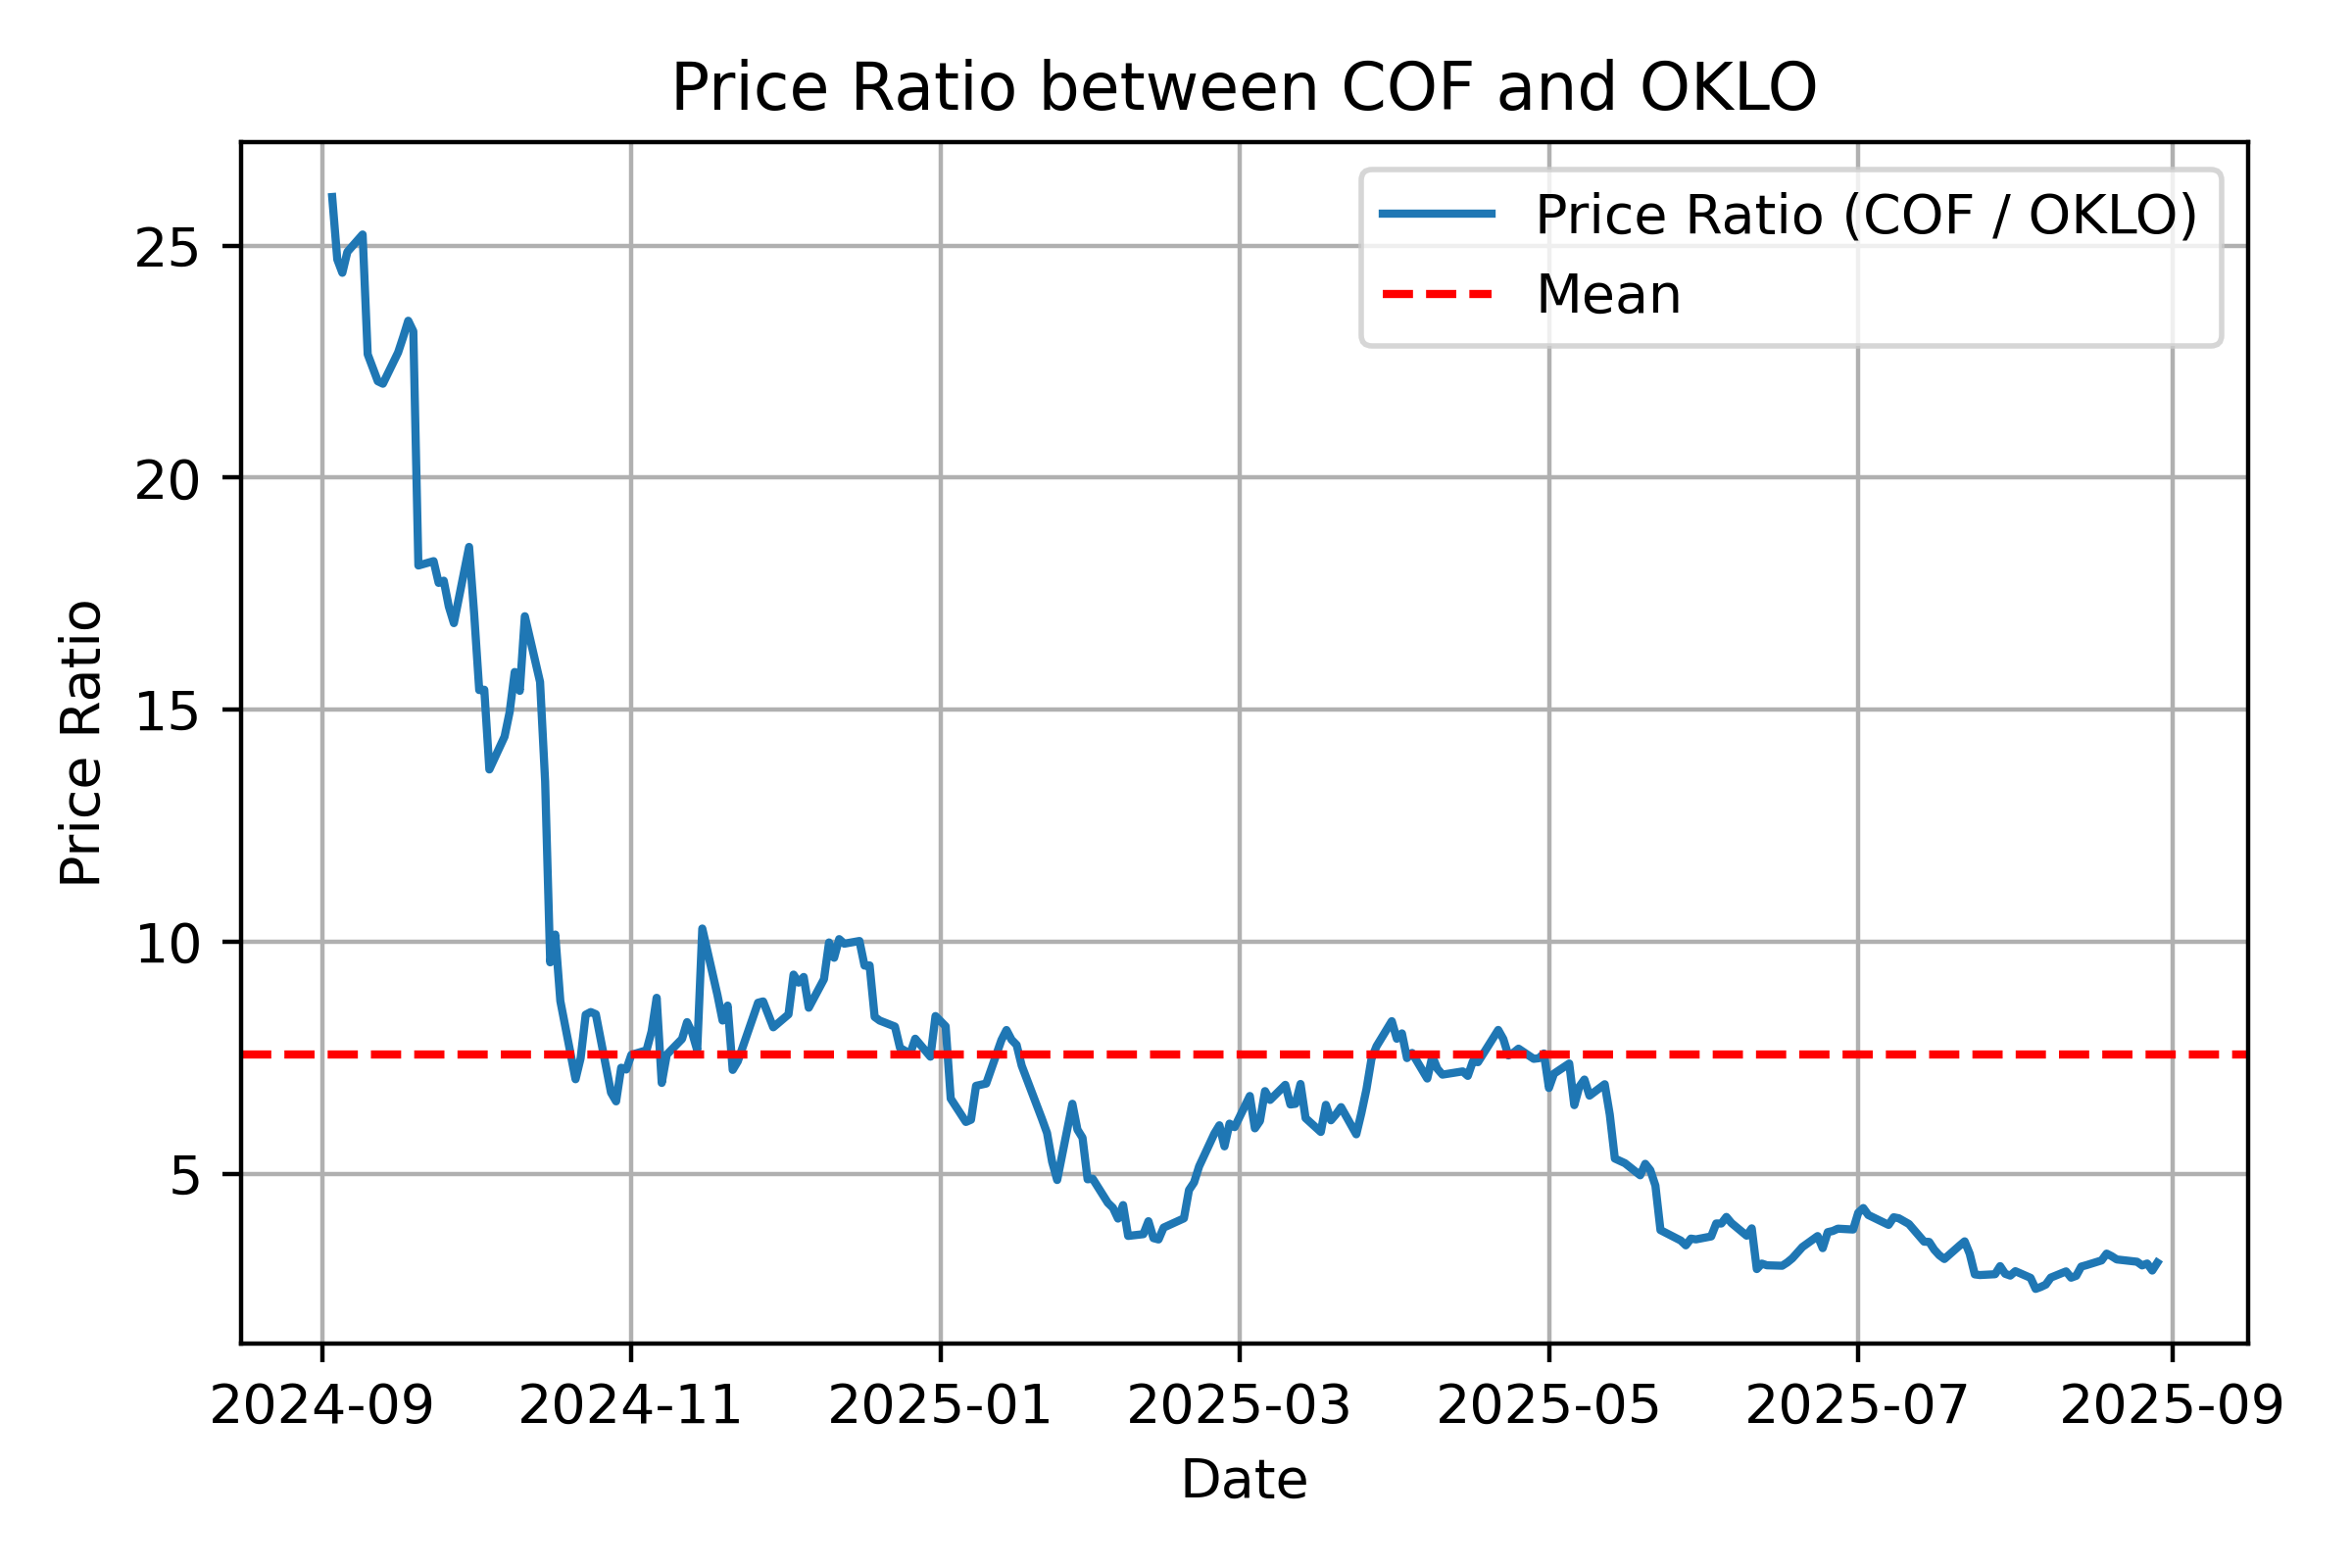 Price Ratio between COF and OKLO
Price Ratio (COF / OKLO)
Mean
25
20
15
10
5
Price Ratio
2024-09
2024-11
2025-01
2025-03
2025-05
2025-07
2025-09
Date